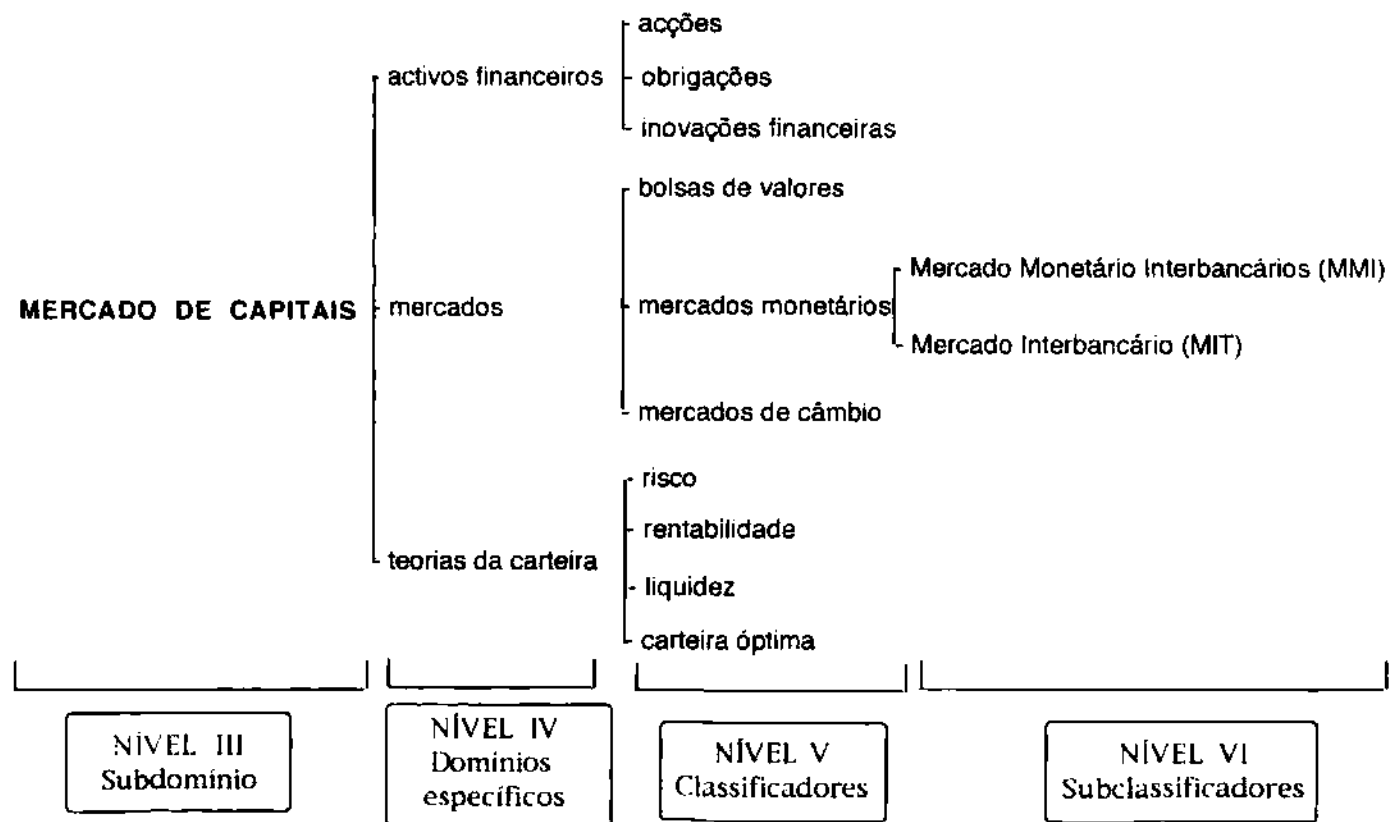 acções
activos financeiros
obrigações
inovações financeiras
bolsas de valores
Mercado Monetário Interbancários (MMI)
MERCADO DE CAPITAIS
mercados
mercados monetários
Mercado Interbancário (MIT)
mercados de câmbio
risco
rentabilidade
teorias da carteira
liquidez
carteira óptima
NÍVEL III
Subdomínio
NÍVEL IV
Domínios
específicos
NÍVEL V
Classificadores
NÍVEL VI
Subclassificadores